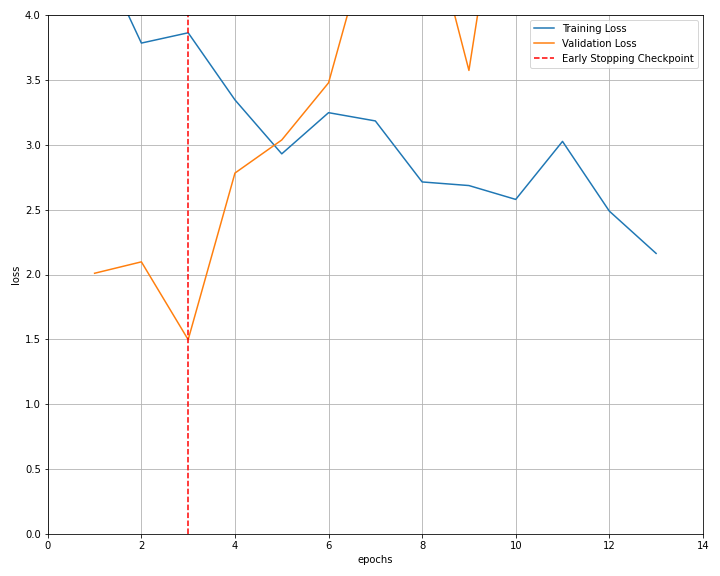 4.0
3.5
3.0
2.5
2.0
1.5
1.0
0.5
0.0
loss
0 2 4 6 8 10 12 14
epochs
Training Loss
Validation Loss
Early Stopping Checkpoint